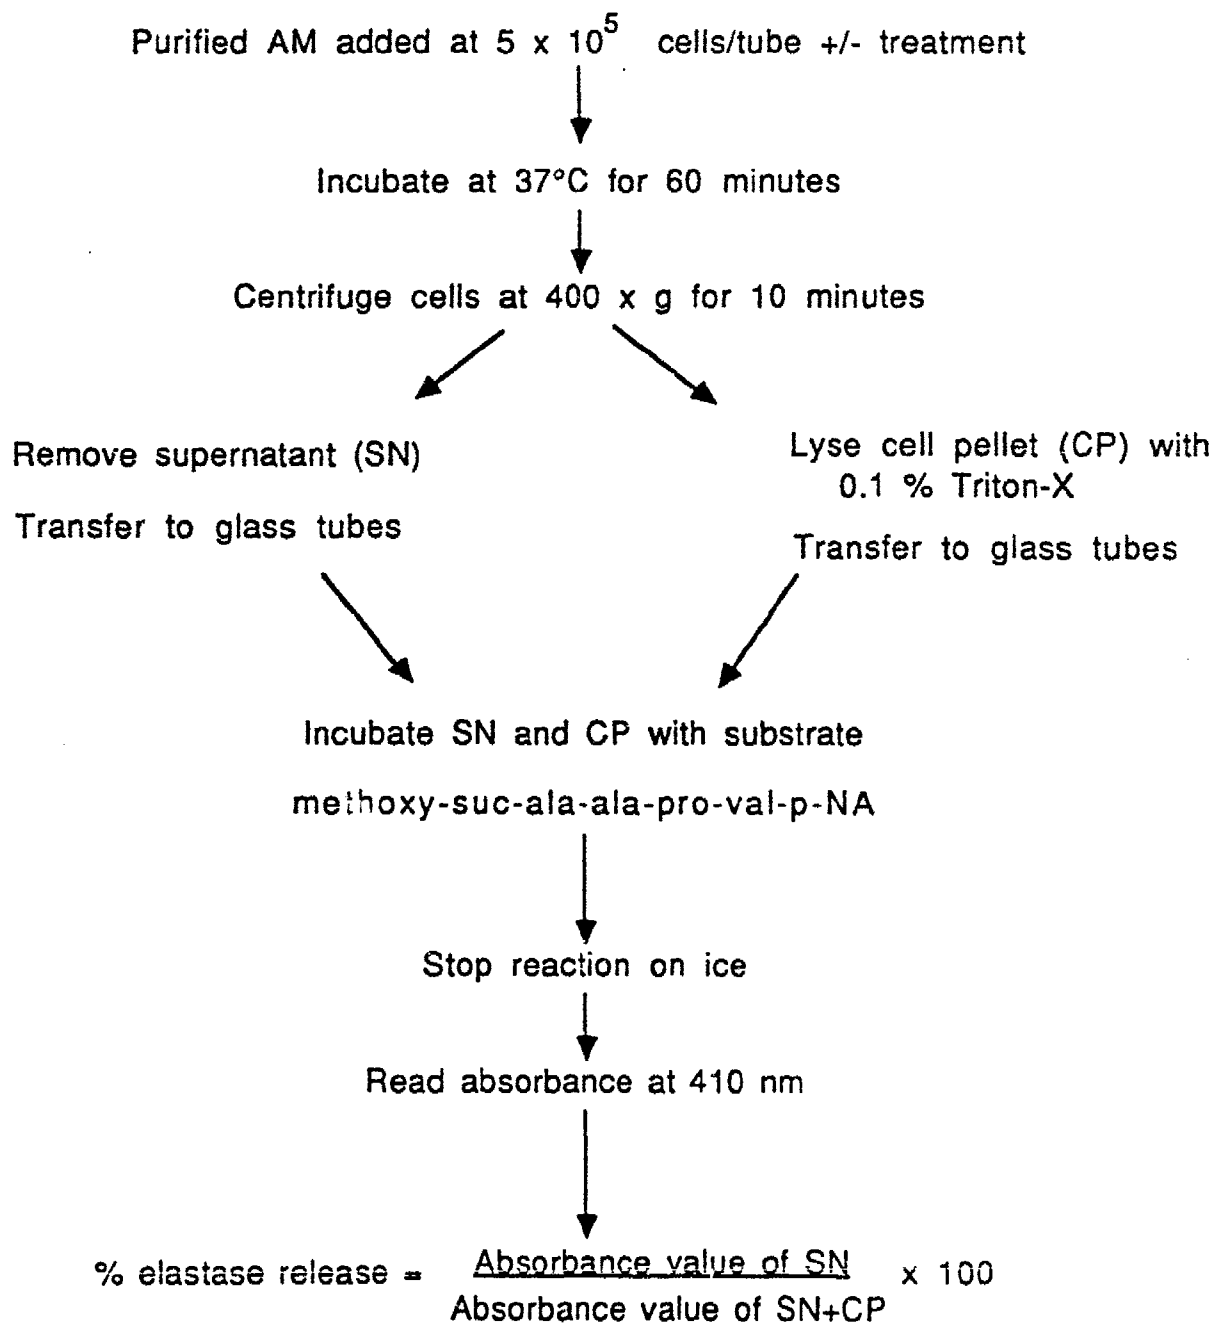 Purified AM added at 5 x 10^5 cells/tube +/- treatment
Incubate at 37°C for 60 minutes
Centrifuge cells at 400 x g for 10 minutes
Remove supernatant (SN)
Transfer to glass tubes
Lyse cell pellet (CP) with
0.1 % Triton-X
Transfer to glass tubes
Incubate SN and CP with substrate
methoxy-suc-ala-ala-pro-val-p-NA
Stop reaction on ice
Read absorbance at 410 nm
% elastase release = Absorbance value of SN x 100
Absorbance value of SN+CP